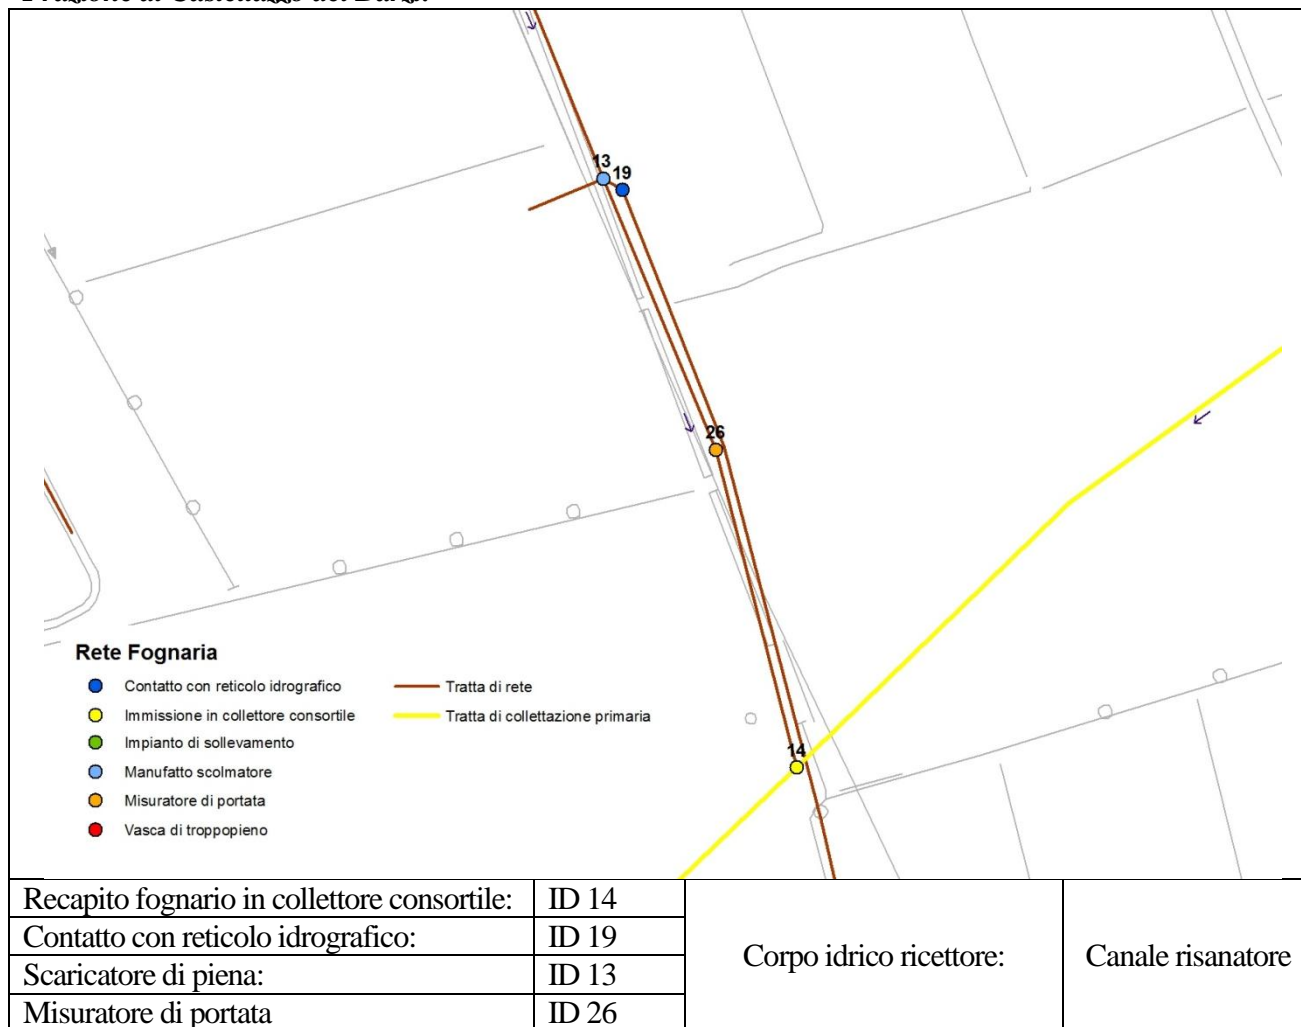 13
19
26
14
Rete Fognaria
Contatto con reticolo idrografico
Tratta di rete
Immissione in collettore consortile
Tratta di collettazione primaria
Impianto di sollevamento
Manufatto scolmatore
Misuratore di portata
Vasca di troppopieno
Recapito fognario in collettore consortile: ID 14
Contatto con reticolo idrografico: ID 19
Corpo idrico ricettore: Canale risanatore
Scaricatore di piena: ID 13
Misuratore di portata ID 26